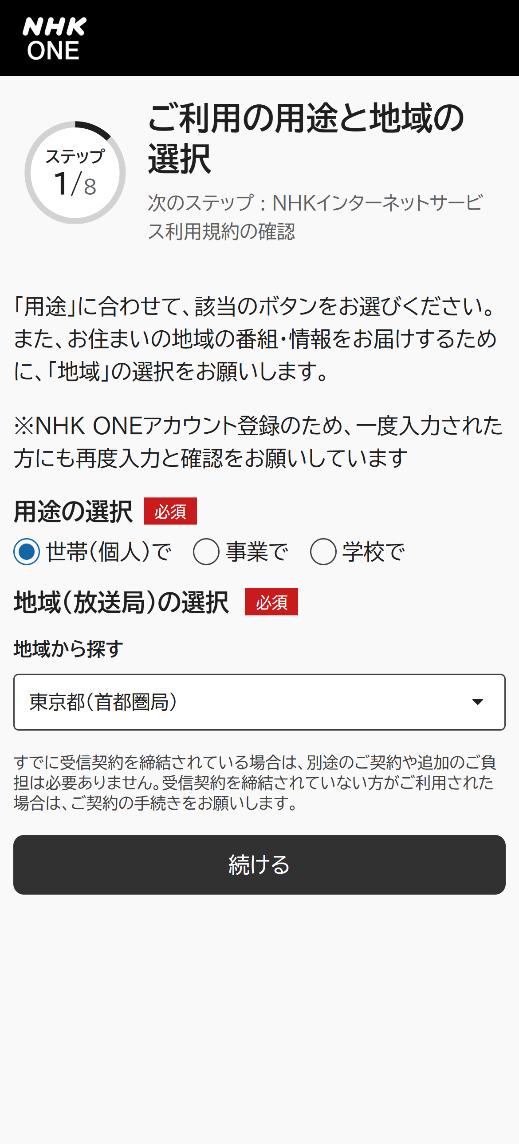 NHK
ONE
ステップ
1/8
ご利用の用途と地域の
選択
次のステップ：NHKインターネットサービ
ス利用規約の確認
「用途」に合わせて、該当のボタンをお選びください。
また、お住まいの地域の番組・情報をお届けするため
に、「地域」の選択をお願いします。
※NHK ONEアカウント登録のため、一度入力された
方にも再度入力と確認をお願いしています
用途の選択 必須
世帯（個人）で 事業で 学校で
地域（放送局）の選択 必須
地域から探す
東京都（首都圏局）
すでに受信契約を締結されている場合は、別途のご契約や追加のご負
担は必要ありません。受信契約を締結されていない方がご利用された
場合は、ご契約の手続きをお願いします。
続ける